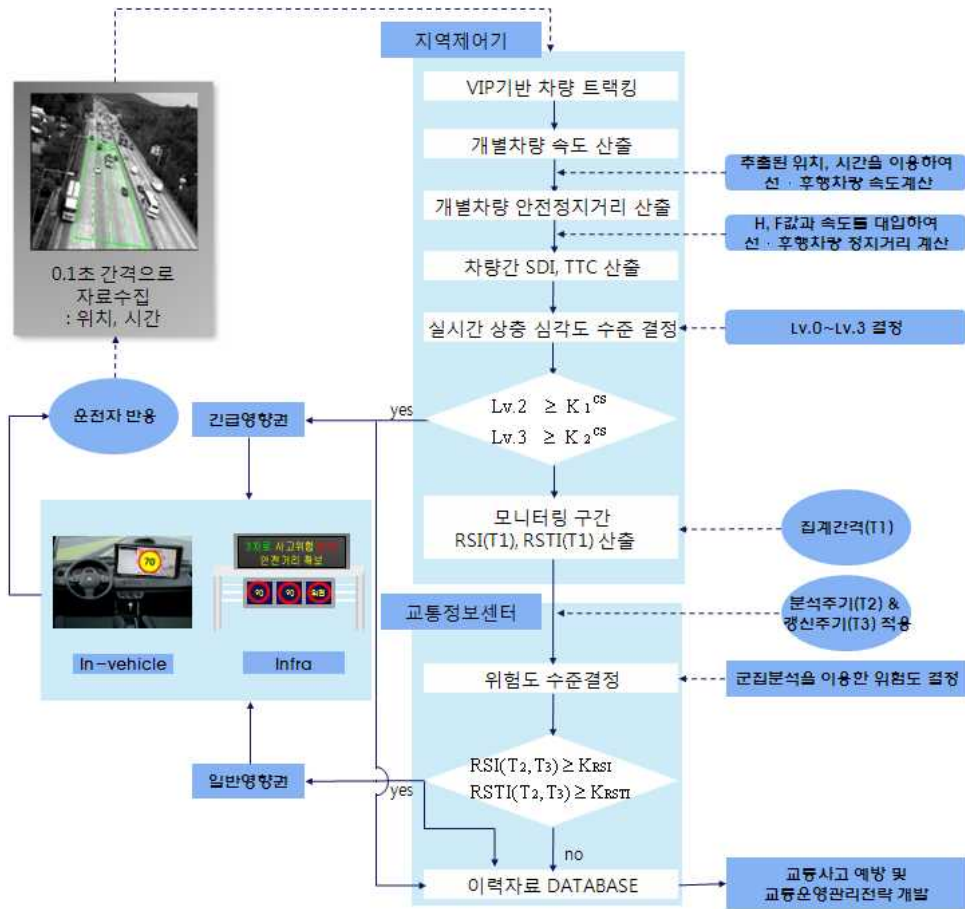 지역제어기
VIP기반 차량 트랙킹
개별차량 속도 산출
추출된 위치, 시간을 이용하여
선 · 후행차량 속도계산
개별차량 안전정지거리 산출
H, F값과 속도를 대입하여
선 · 후행차량 정지거리 계산
0.1초 간격으로
자료수집
: 위치, 시간
차량간 SDI, TTC 산출
실시간 상충 심각도 수준 결정
Lv.0~Lv.3 결정
운전자 반응
긴급영향권
yes
Lv.2 ≥ K1^CS
Lv.3 ≥ K2^CS
모니터링 구간
RSI(T1), RSTI(T1) 산출
집계간격(T1)
70
안전거리 확보
90 90
In-vehicle
Infra
교통정보센터
분석주기(T2) &
갱신주기(T3) 적용
위험도 수준결정
군집분석을 이용한 위험도 결정
일반영향권
yes
RSI(T2,T3) ≥ KRSI
RSTI(T2,T3) ≥ KRSTI
no
이력자료 DATABASE
교통사고 예방 및
교통운영관리전략 개발